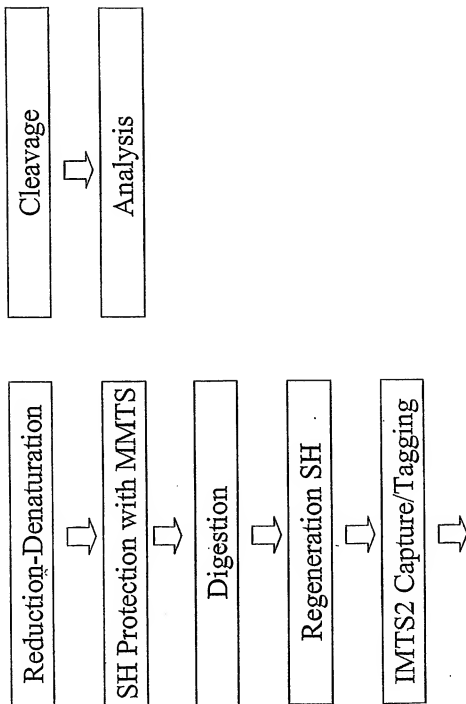 Reduction-Denaturation
SH Protection with MMTS
Digestion
Regeneration SH
IMTS2 Capture/Tagging
Cleavage
Analysis